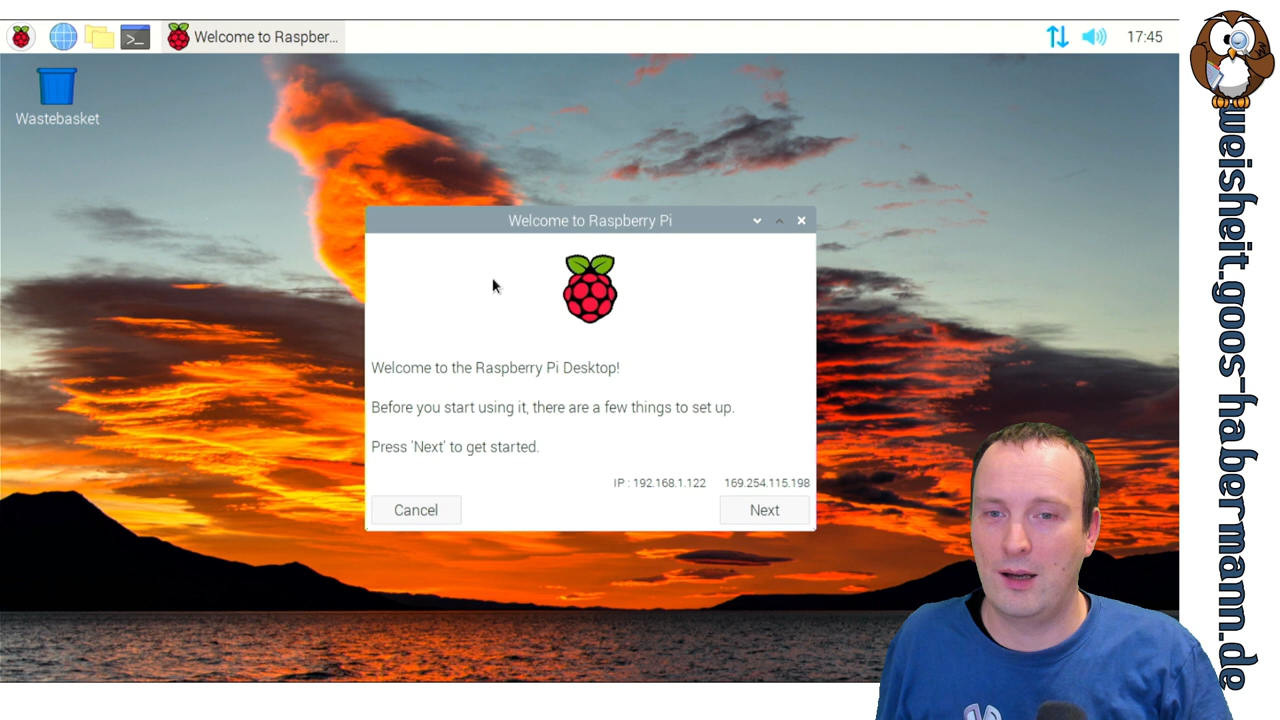 Welcome to Raspber...
17:45
Wastebasket
Welcome to Raspberry Pi
Welcome to the Raspberry Pi Desktop!
Before you start using it, there are a few things to set up.
Press 'Next' to get started.
IP : 192.168.1.122 169.254.115.198
Cancel
Next
weisheit.goos-habermann.de